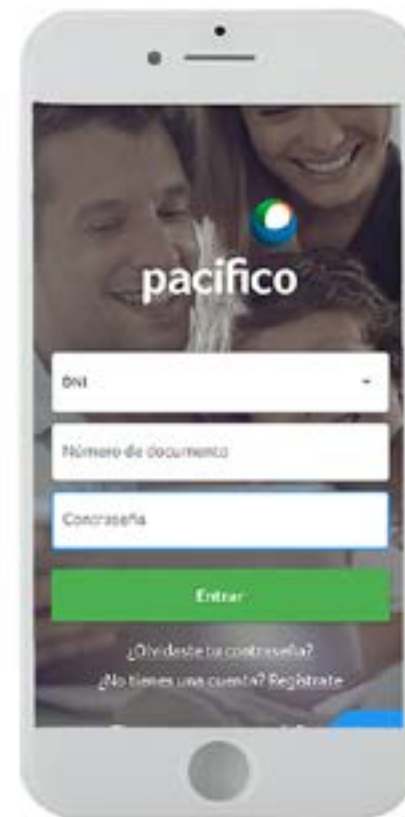 pacifico
DNI
Número de documento
Contraseña
Entrar
¿Olvidaste tu contraseña?
¿No tienes una cuenta? Regístrate